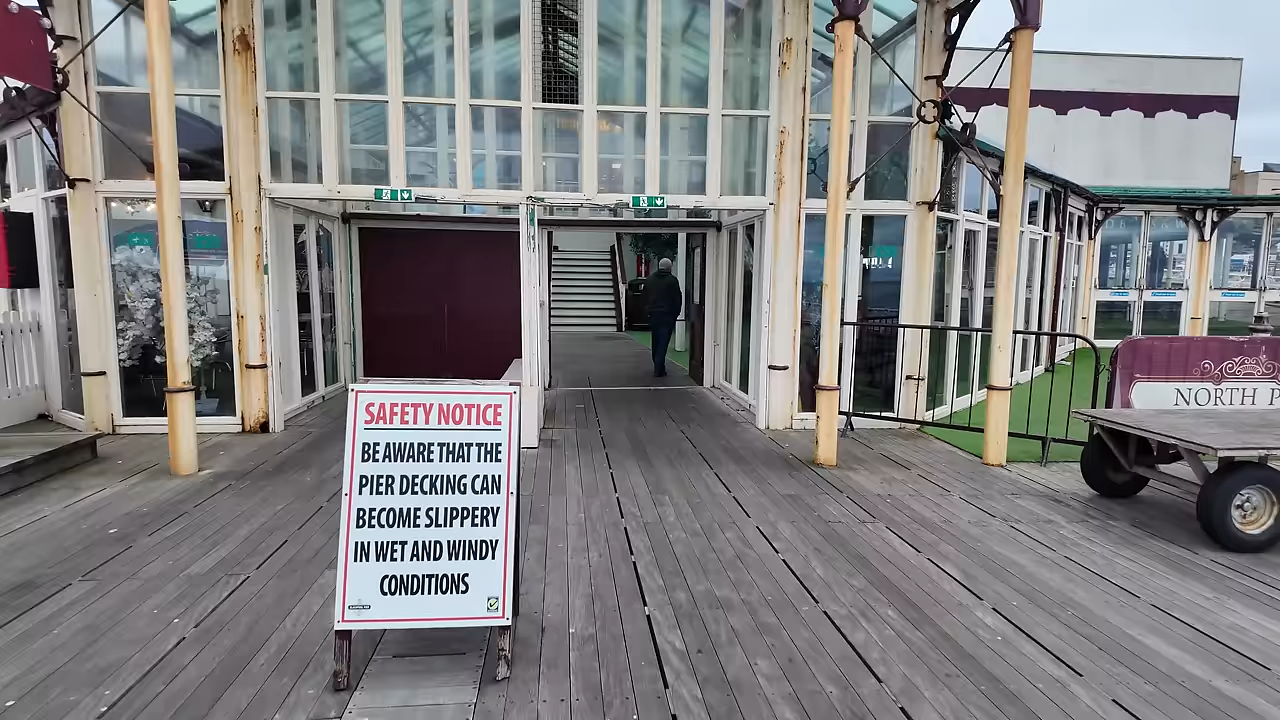 SAFETY NOTICE
BE AWARE THAT THE
PIER DECKING CAN
BECOME SLIPPERY
IN WET AND WINDY
CONDITIONS
NORTH P